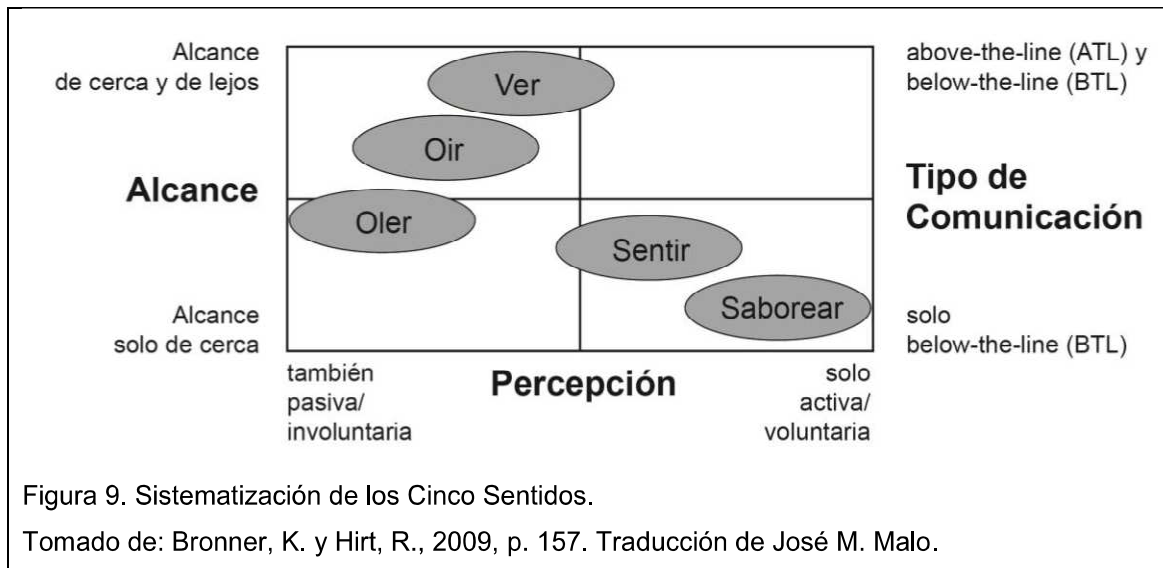 Alcance
de cerca y de lejos
Ver
above-the-line (ATL) y
below-the-line (BTL)
Oir
Alcance
Tipo de
Comunicación
Oler
Sentir
Alcance
solo de cerca
Saborear
solo
below-the-line (BTL)
también
pasiva/
involuntaria
Percepción
solo
activa/
voluntaria
Figura 9. Sistematización de los Cinco Sentidos.
Tomado de: Bronner, K. y Hirt, R., 2009, p. 157. Traducción de José M. Malo.